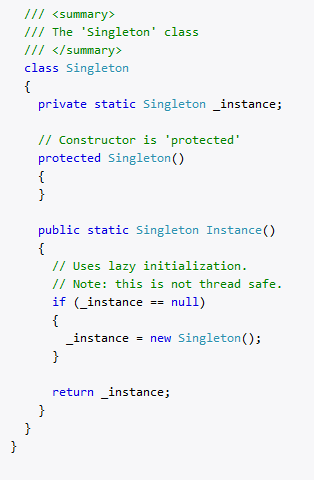 /// <summary>
/// The 'Singleton' class
/// </summary>
class Singleton
{
private static Singleton _instance;
// Constructor is 'protected'
protected Singleton()
{
}
public static Singleton Instance()
{
// Uses lazy initialization.
// Note: this is not thread safe.
if (_instance == null)
{
_instance = new Singleton();
}
return _instance;
}
}
}